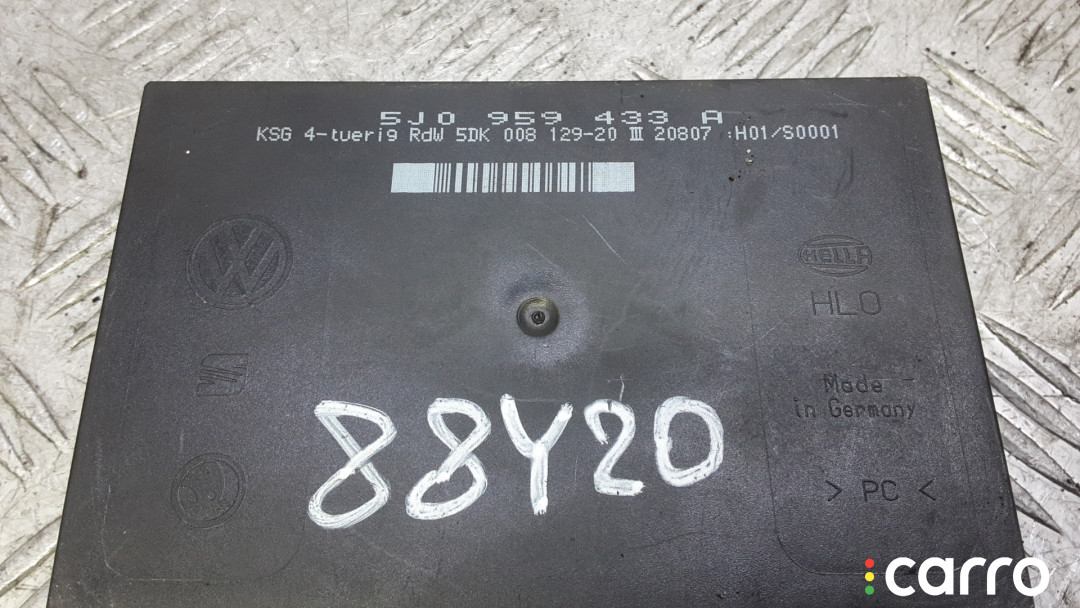 5J0 959 433 A
KSG 4-tuerig RdW 5DK 008 129-20 III 20807 :H01/S0001
HELLA
HLO
Made
in Germany
88Y20
> PC <
carro